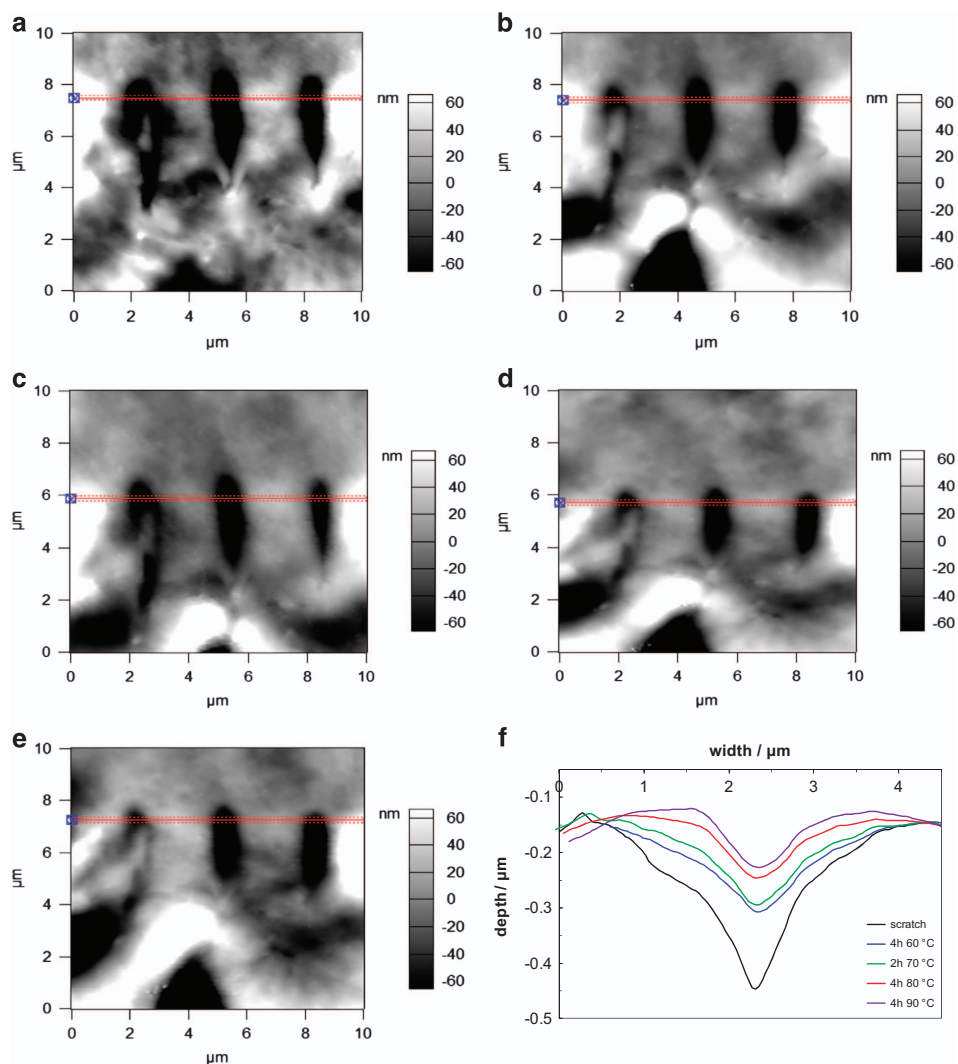 a
10
8
6
4
2
0
µm
0 2 4 6 8 10
µm
nm
60
40
20
0
-20
-40
-60
b
10
8
6
4
2
0
µm
0 2 4 6 8 10
µm
nm
60
40
20
0
-20
-40
-60
c
10
8
6
4
2
0
µm
0 2 4 6 8 10
µm
nm
60
40
20
0
-20
-40
-60
d
10
8
6
4
2
0
µm
0 2 4 6 8 10
µm
nm
60
40
20
0
-20
-40
-60
e
10
8
6
4
2
0
µm
0 2 4 6 8 10
µm
nm
60
40
20
0
-20
-40
-60
f
width / µm
0 1 2 3 4
-0.1
-0.2
-0.3
-0.4
-0.5
depth / µm
scratch
4h 60 °C
2h 70 °C
4h 80 °C
4h 90 °C